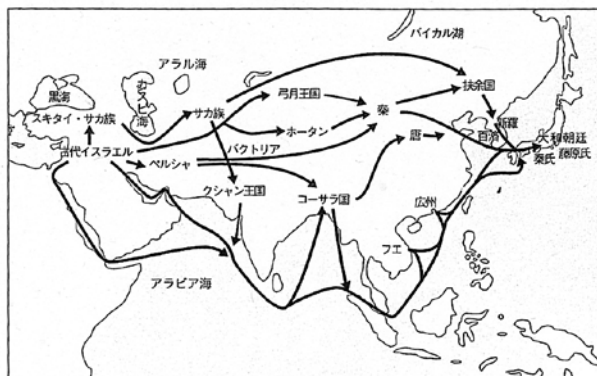 バイカル湖
アラル海
黒海
カスピ海
スキタイ・サカ族
サカ族
弓月王国
秦
扶余国
新羅
百済
大和朝廷
秦氏
藤原氏
ホータン
唐
バクトリア
古代イスラエル
ペルシャ
クシャン王国
コーサラ国
広州
フエ
アラビア海